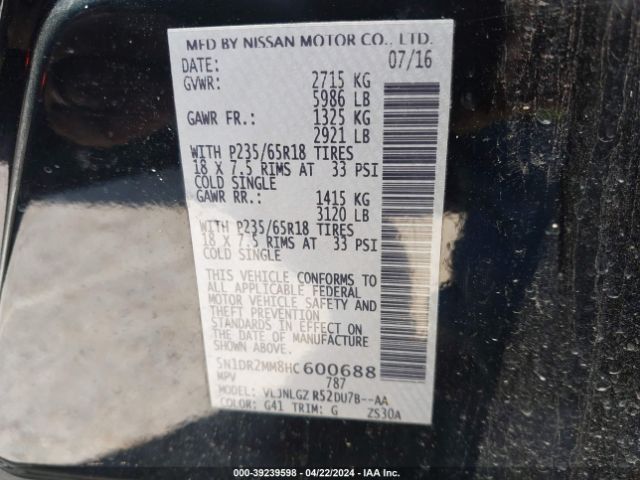 MFD BY NISSAN MOTOR CO., LTD.
DATE: 07/16
GVWR: 2715 KG
5986 LB
GAWR FR.: 1325 KG
2921 LB
WITH P235/65R18 TIRES
18 X 7.5 RIMS AT 33 PSI
COLD SINGLE
GAWR RR.: 1415 KG
3120 LB
WITH P235/65R18 TIRES
18 X 7.5 RIMS AT 33 PSI
COLD SINGLE
THIS VEHICLE CONFORMS TO
ALL APPLICABLE FEDERAL
MOTOR VEHICLE SAFETY AND
THEFT PREVENTION
STANDARDS IN EFFECT ON
THE DATE OF MANUFACTURE
SHOWN ABOVE.
5N1DR2MM8HC600688
MPV 787
MODEL: VLJNLGZ R52DU7B--AA
COLOR: G41 TRIM: G ZS30A
000-39239598 - 04/22/2024 - IAA Inc.